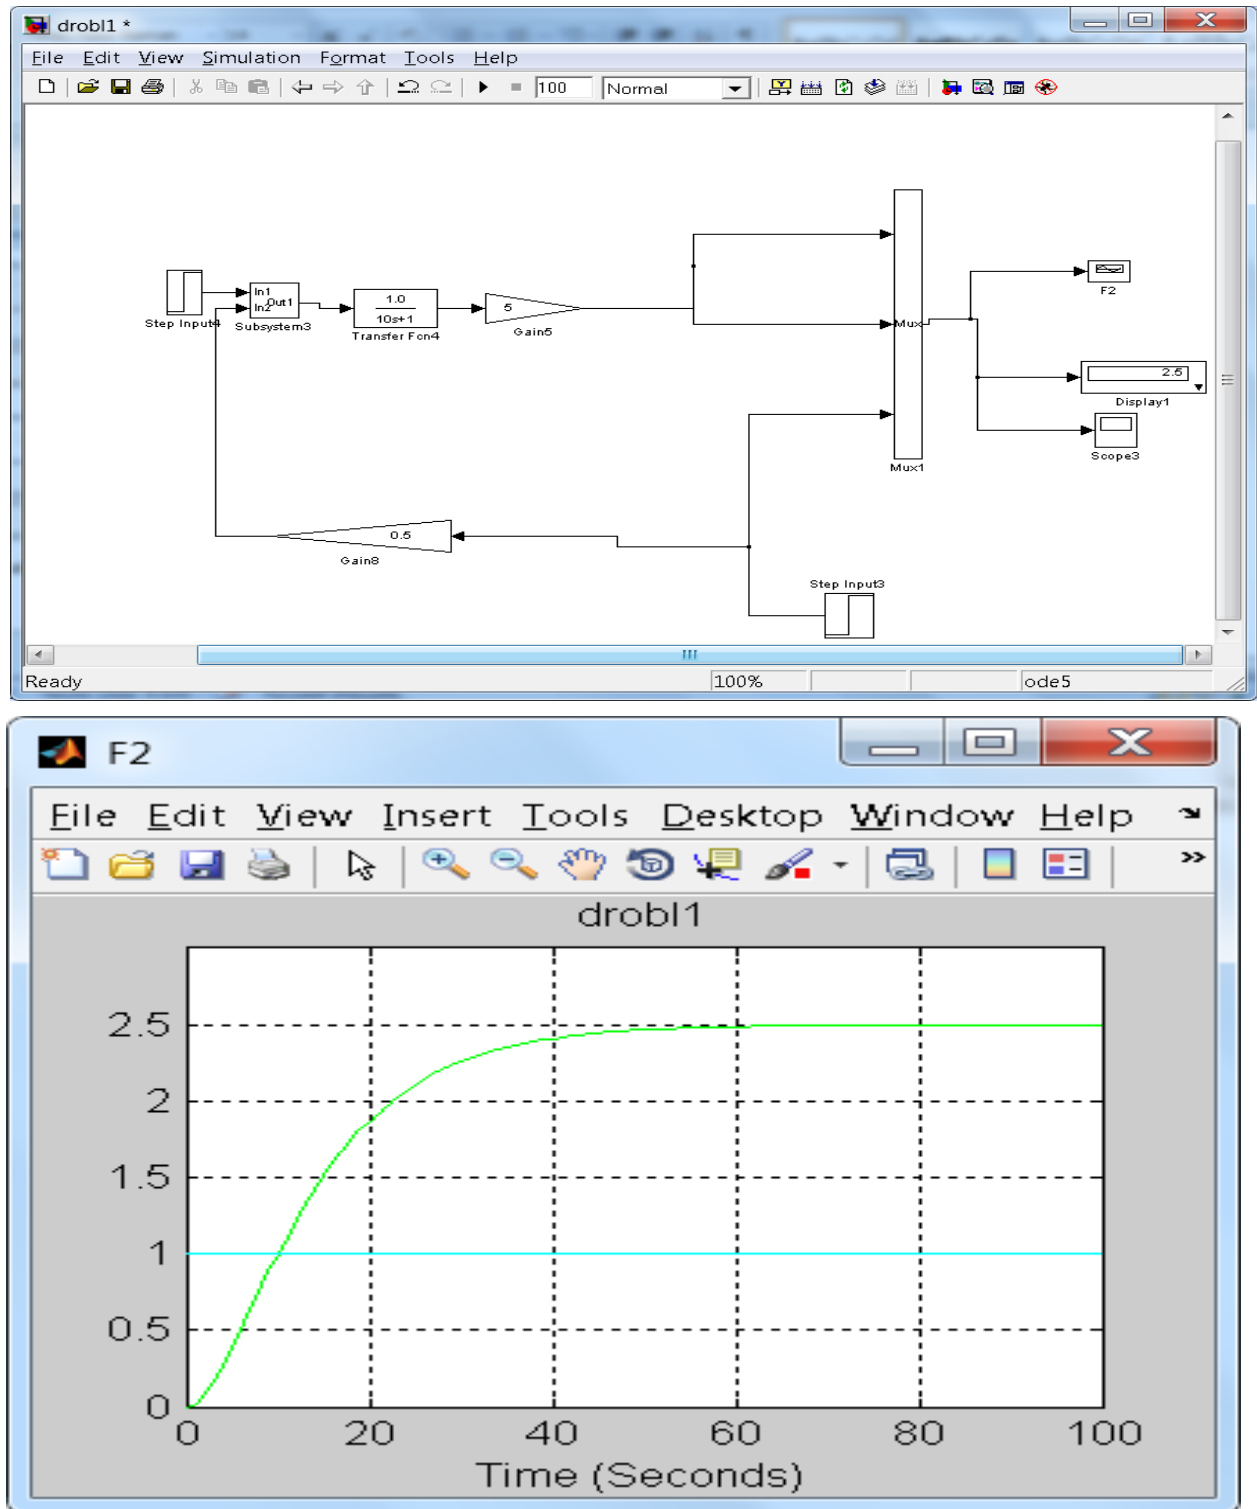 drobl1 *
File Edit View Simulation Format Tools Help
100 Normal
Step Input4
In1
In2
Out1
Subsystem3
1.0
10s+1
Transfer Fcn4
5
Gain5
Mux
Mux1
F2
2.5
Display1
Scope3
0.5
Gain8
Step Input3
Ready 100% ode5
F2
File Edit View Insert Tools Desktop Window Help
drobl1
2.5
2
1.5
1
0.5
0
0 20 40 60 80 100
Time (Seconds)